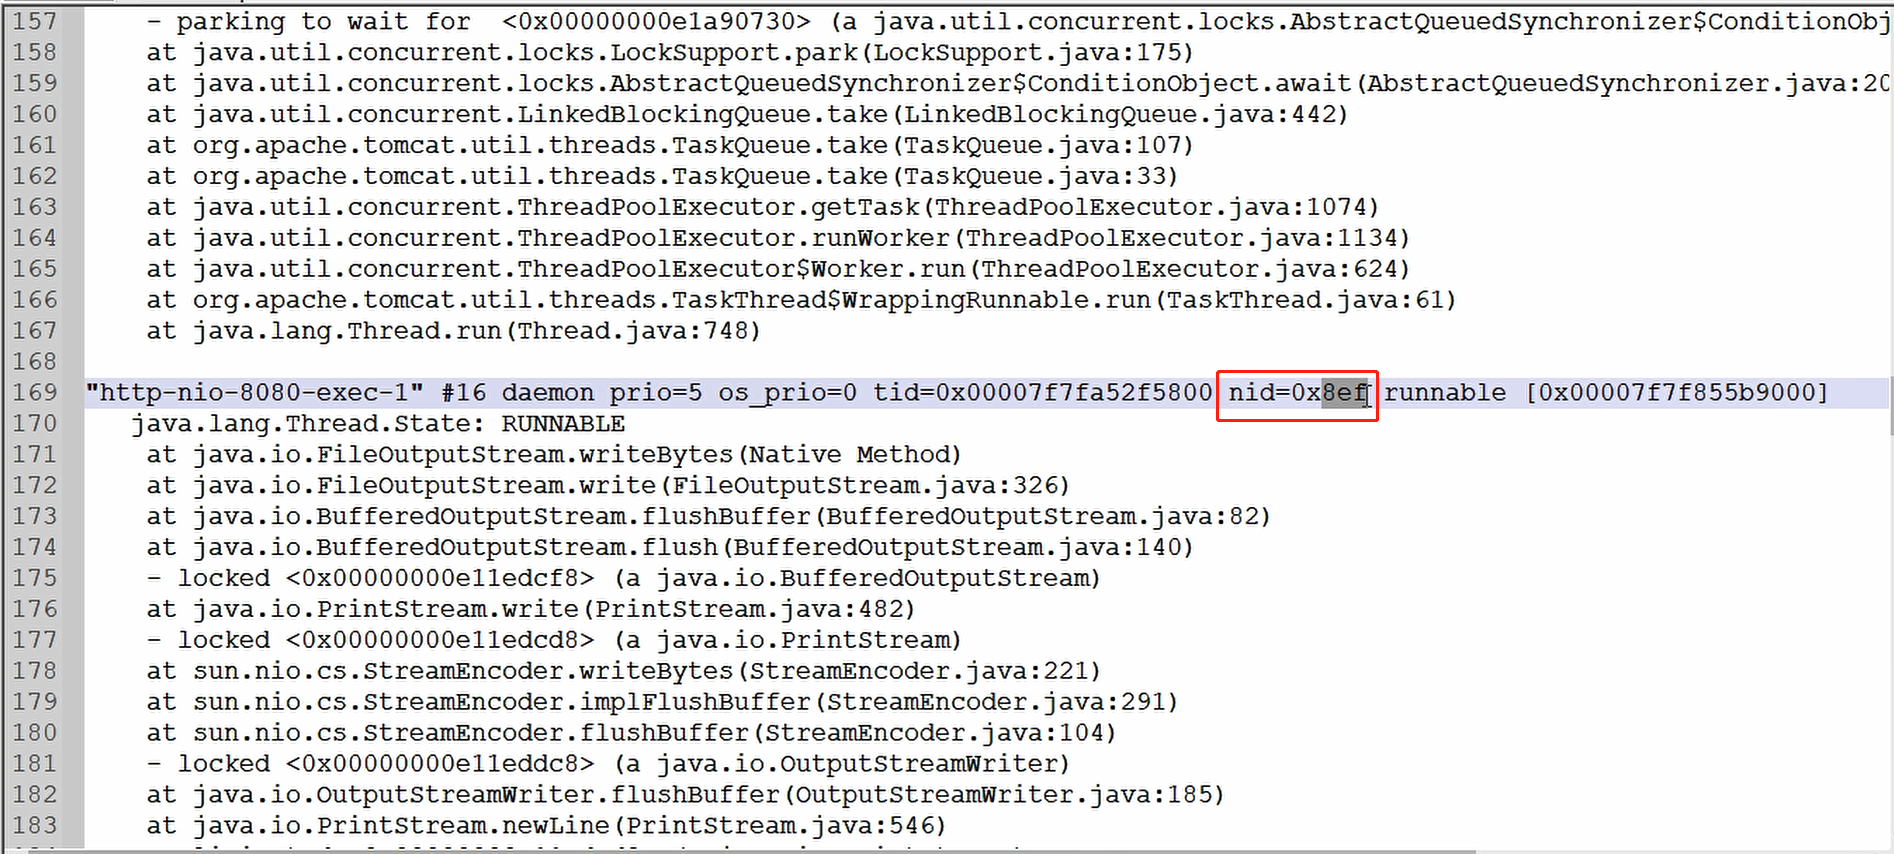 157 - parking to wait for <0x00000000e1a90730> (a java.util.concurrent.locks.AbstractQueuedSynchronizer$ConditionObj
158 at java.util.concurrent.locks.LockSupport.park(LockSupport.java:175)
159 at java.util.concurrent.locks.AbstractQueuedSynchronizer$ConditionObject.await(AbstractQueuedSynchronizer.java:20
160 at java.util.concurrent.LinkedBlockingQueue.take(LinkedBlockingQueue.java:442)
161 at org.apache.tomcat.util.threads.TaskQueue.take(TaskQueue.java:107)
162 at org.apache.tomcat.util.threads.TaskQueue.take(TaskQueue.java:33)
163 at java.util.concurrent.ThreadPoolExecutor.getTask(ThreadPoolExecutor.java:1074)
164 at java.util.concurrent.ThreadPoolExecutor.runWorker(ThreadPoolExecutor.java:1134)
165 at java.util.concurrent.ThreadPoolExecutor$Worker.run(ThreadPoolExecutor.java:624)
166 at org.apache.tomcat.util.threads.TaskThread$WrappingRunnable.run(TaskThread.java:61)
167 at java.lang.Thread.run(Thread.java:748)
168
169 "http-nio-8080-exec-1" #16 daemon prio=5 os_prio=0 tid=0x00007f7fa52f5800 nid=0x8ef runnable [0x00007f7f855b9000]
170 java.lang.Thread.State: RUNNABLE
171 at java.io.FileOutputStream.writeBytes(Native Method)
172 at java.io.FileOutputStream.write(FileOutputStream.java:326)
173 at java.io.BufferedOutputStream.flushBuffer(BufferedOutputStream.java:82)
174 at java.io.BufferedOutputStream.flush(BufferedOutputStream.java:140)
175 - locked <0x00000000e11edcf8> (a java.io.BufferedOutputStream)
176 at java.io.PrintStream.write(PrintStream.java:482)
177 - locked <0x00000000e11edcd8> (a java.io.PrintStream)
178 at sun.nio.cs.StreamEncoder.writeBytes(StreamEncoder.java:221)
179 at sun.nio.cs.StreamEncoder.implFlushBuffer(StreamEncoder.java:291)
180 at sun.nio.cs.StreamEncoder.flushBuffer(StreamEncoder.java:104)
181 - locked <0x00000000e11eddc8> (a java.io.OutputStreamWriter)
182 at java.io.OutputStreamWriter.flushBuffer(OutputStreamWriter.java:185)
183 at java.io.PrintStream.newLine(PrintStream.java:546)